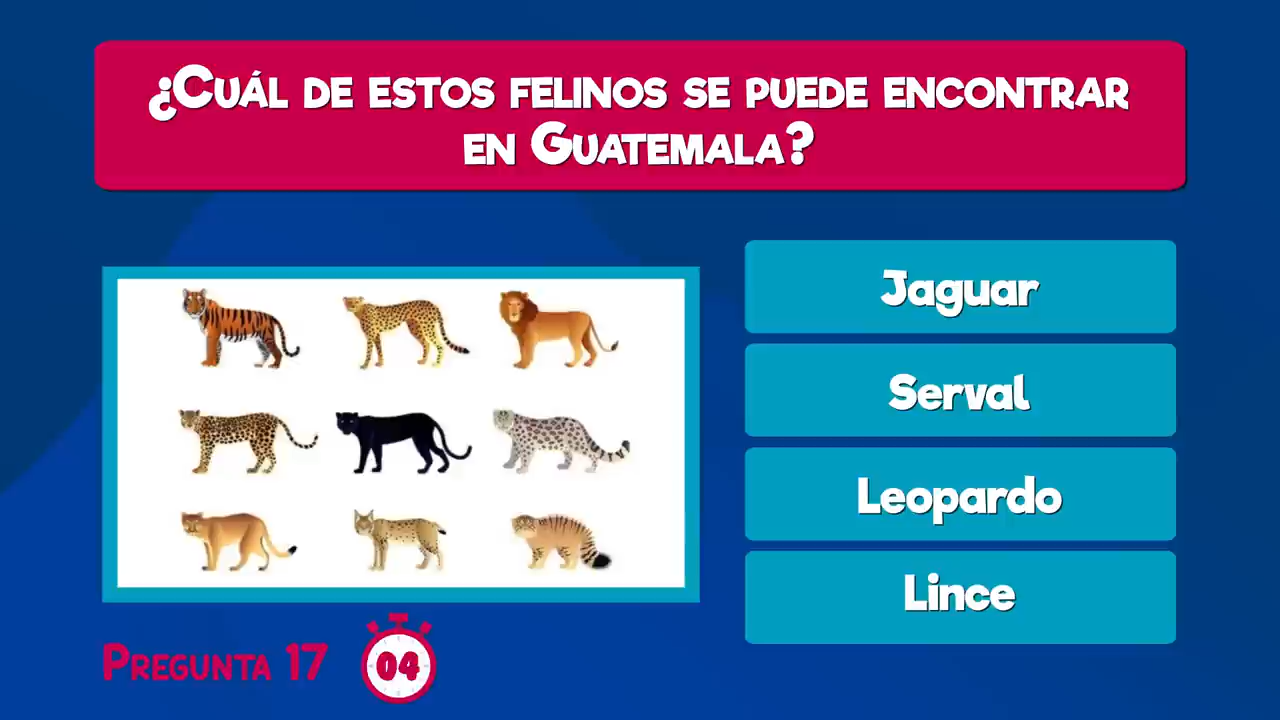 ¿Cuál de estos felinos se puede encontrar
en Guatemala?
Jaguar
Serval
Leopardo
Lince
Pregunta 17
04